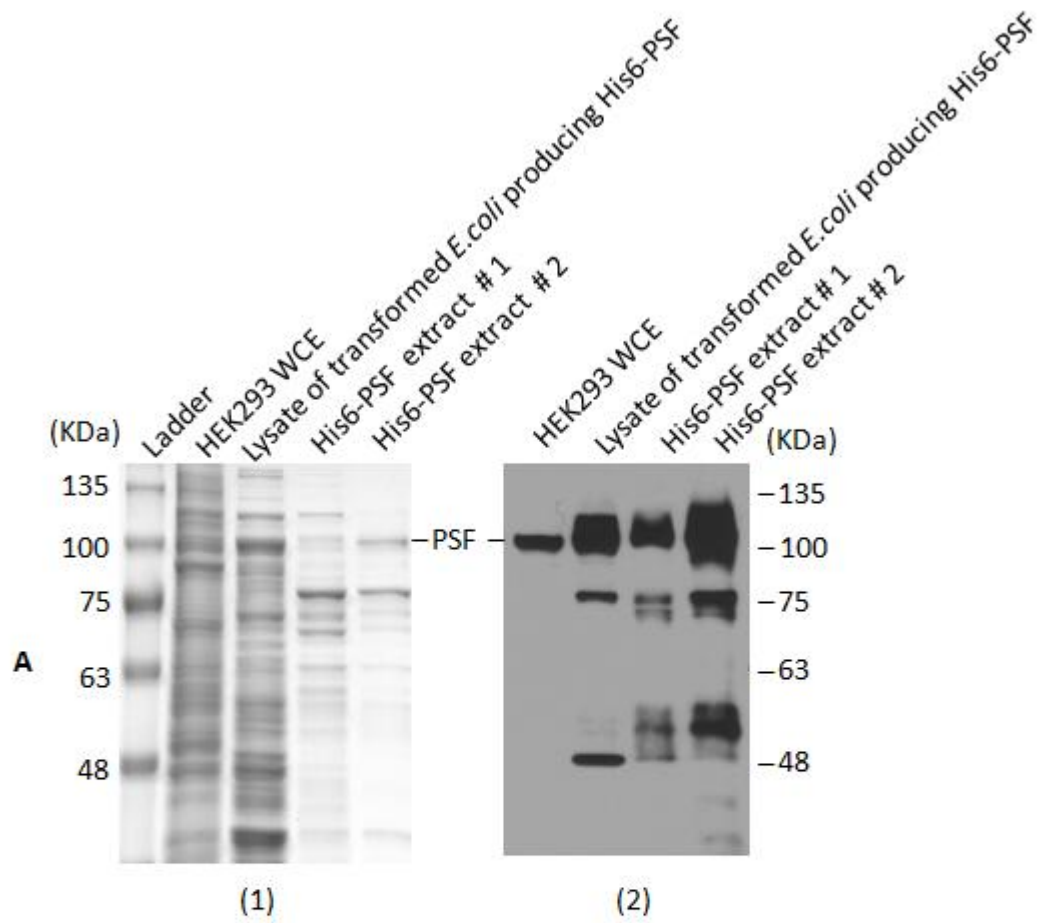 Ladder
HEK293 WCE
Lysate of transformed E.coli producing His6-PSF
His6-PSF extract # 1
His6-PSF extract # 2
HEK293 WCE
Lysate of transformed E.coli producing His6-PSF
His6-PSF extract # 1
His6-PSF extract # 2
(KDa)
(KDa)
135
100
75
63
48
–PSF –
–135
–100
–75
–63
–48
A
(1)
(2)